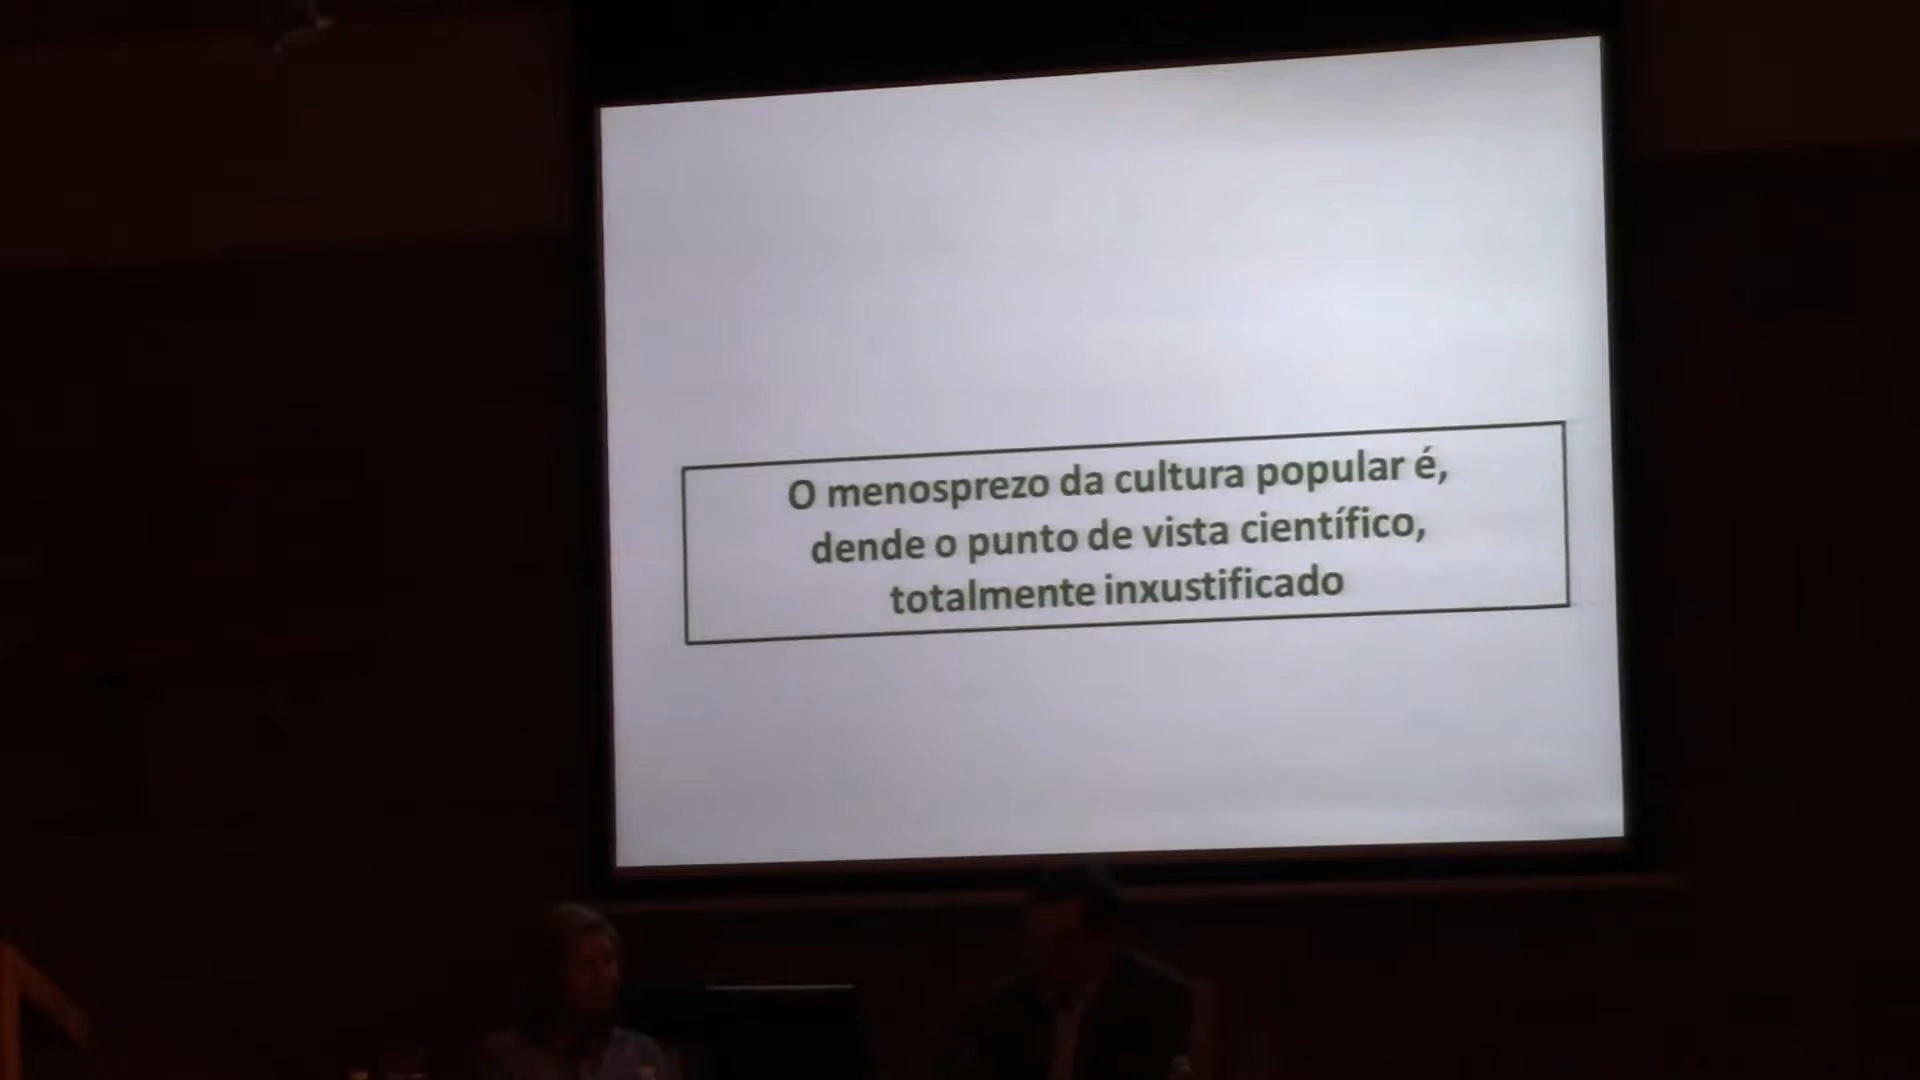 O menosprezo da cultura popular é,
dende o punto de vista científico,
totalmente inxustificado